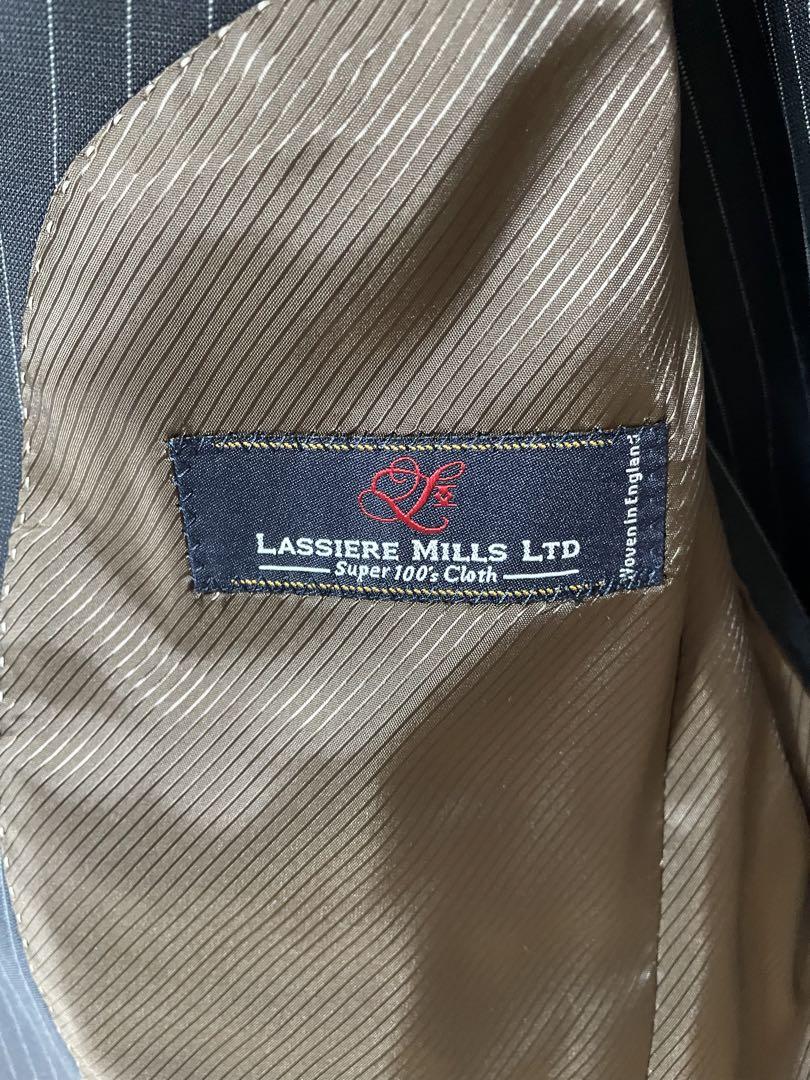 LASSIERE MILLS LTD
Super 100's Cloth
Woven in England